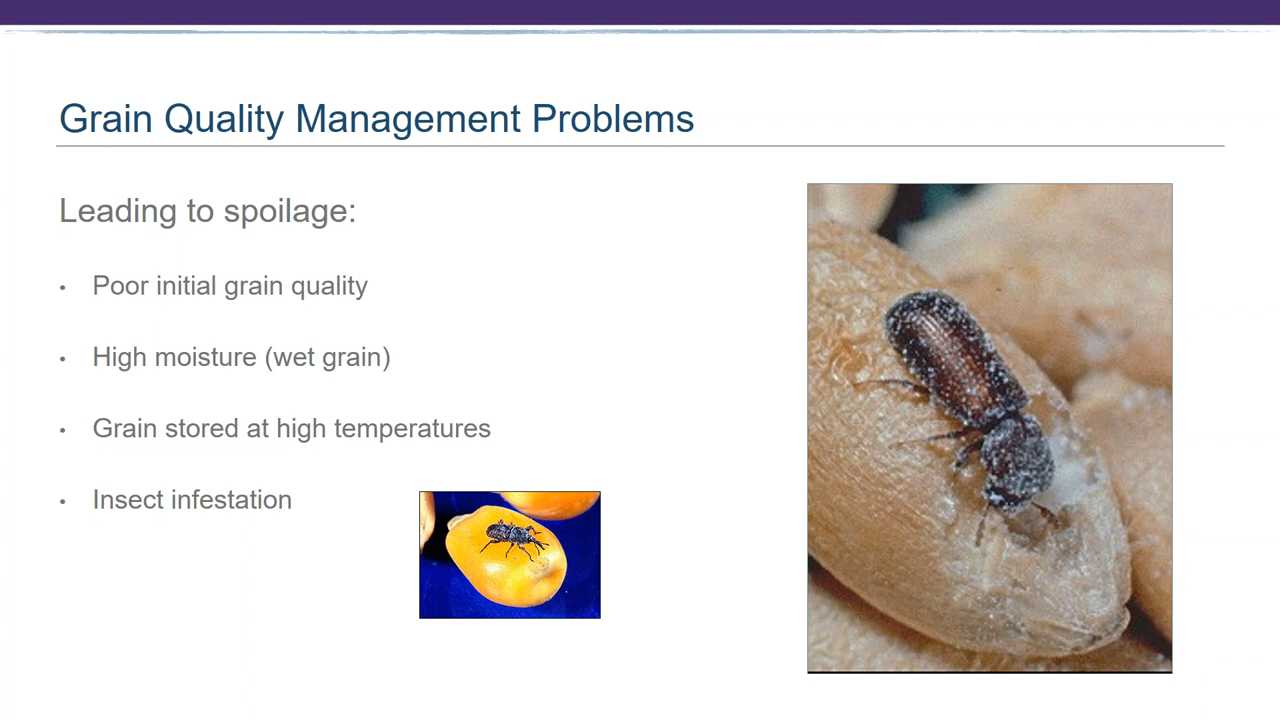 Grain Quality Management Problems
Leading to spoilage:
• Poor initial grain quality
• High moisture (wet grain)
• Grain stored at high temperatures
• Insect infestation